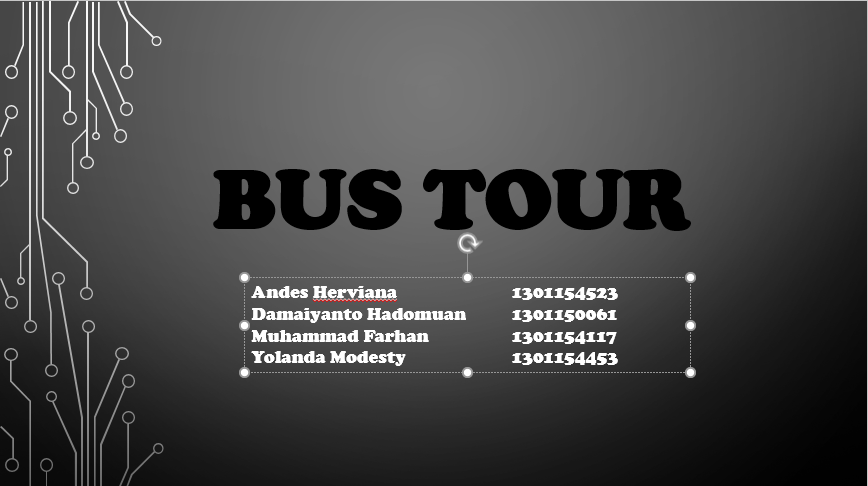 BUS TOUR
Andes Herviana 1301154523
Damaiyanto Hadomuan 1301150061
Muhammad Farhan 1301154117
Yolanda Modesty 1301154453